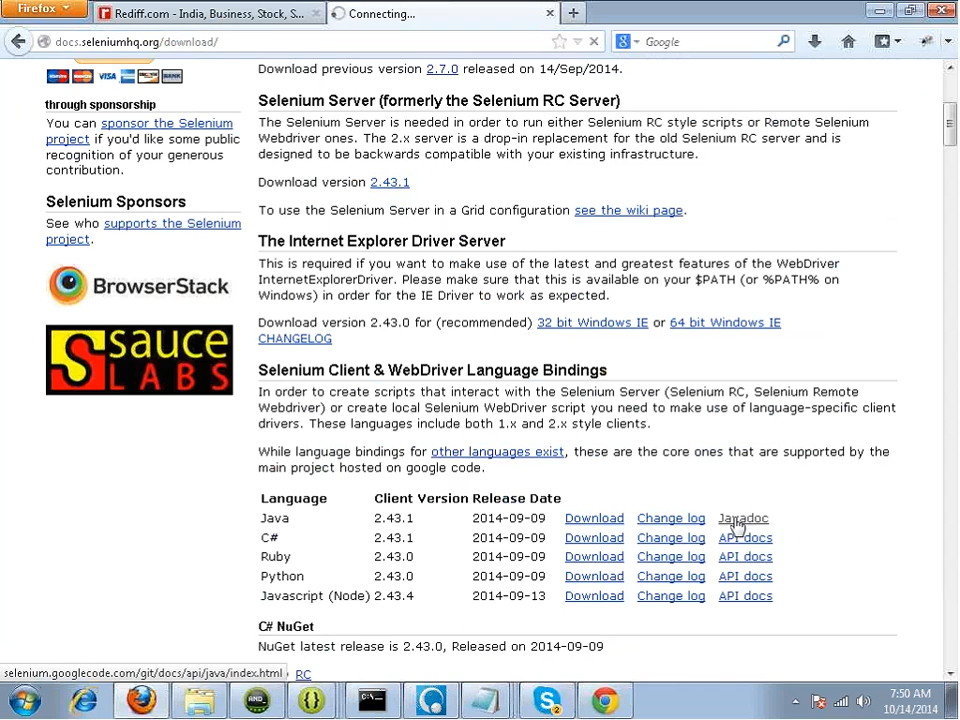 Firefox
Rediff.com - India, Business, Stock, S...
Connecting...
docs.seleniumhq.org/download/
Google
VISA
through sponsorship
You can sponsor the Selenium
project if you'd like some public
recognition of your generous
contribution.
Selenium Sponsors
See who supports the Selenium
project.
BrowserStack
sauce
LABS
Download previous version 2.7.0 released on 14/Sep/2014.
Selenium Server (formerly the Selenium RC Server)
The Selenium Server is needed in order to run either Selenium RC style scripts or Remote Selenium
Webdriver ones. The 2.x server is a drop-in replacement for the old Selenium RC server and is
designed to be backwards compatible with your existing infrastructure.
Download version 2.43.1
To use the Selenium Server in a Grid configuration see the wiki page.
The Internet Explorer Driver Server
This is required if you want to make use of the latest and greatest features of the WebDriver
InternetExplorerDriver. Please make sure that this is available on your $PATH (or %PATH% on
Windows) in order for the IE Driver to work as expected.
Download version 2.43.0 for (recommended) 32 bit Windows IE or 64 bit Windows IE
CHANGELOG
Selenium Client & WebDriver Language Bindings
In order to create scripts that interact with the Selenium Server (Selenium RC, Selenium Remote
Webdriver) or create local Selenium WebDriver script you need to make use of language-specific client
drivers. These languages include both 1.x and 2.x style clients.
While language bindings for other languages exist, these are the core ones that are supported by the
main project hosted on google code.
Language Client Version Release Date
Java 2.43.1 2014-09-09 Download Change log Javadoc
C# 2.43.1 2014-09-09 Download Change log API docs
Ruby 2.43.0 2014-09-09 Download Change log API docs
Python 2.43.0 2014-09-09 Download Change log API docs
Javascript (Node) 2.43.4 2014-09-13 Download Change log API docs
C# NuGet
NuGet latest release is 2.43.0, Released on 2014-09-09
RC
selenium.googlecode.com/git/docs/api/java/index.html
7:50 AM
10/14/2014